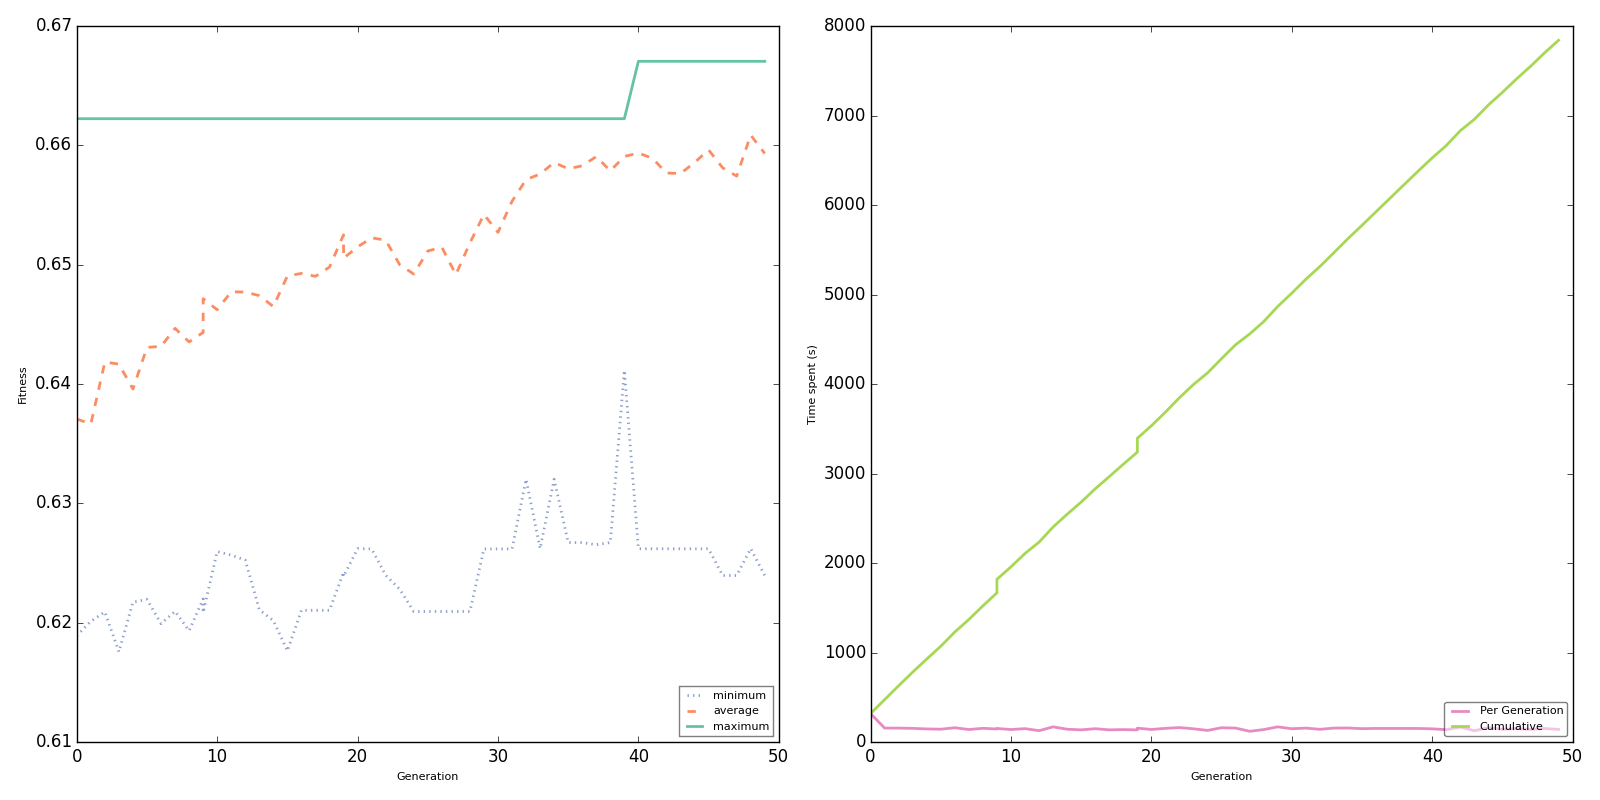 0.67
0.66
0.65
0.64
0.63
0.62
0.61
Fitness
0 10 20 30 40 50
Generation
minimum
average
maximum
8000
7000
6000
5000
4000
3000
2000
1000
0
Time spent (s)
0 10 20 30 40 50
Generation
Per Generation
Cumulative